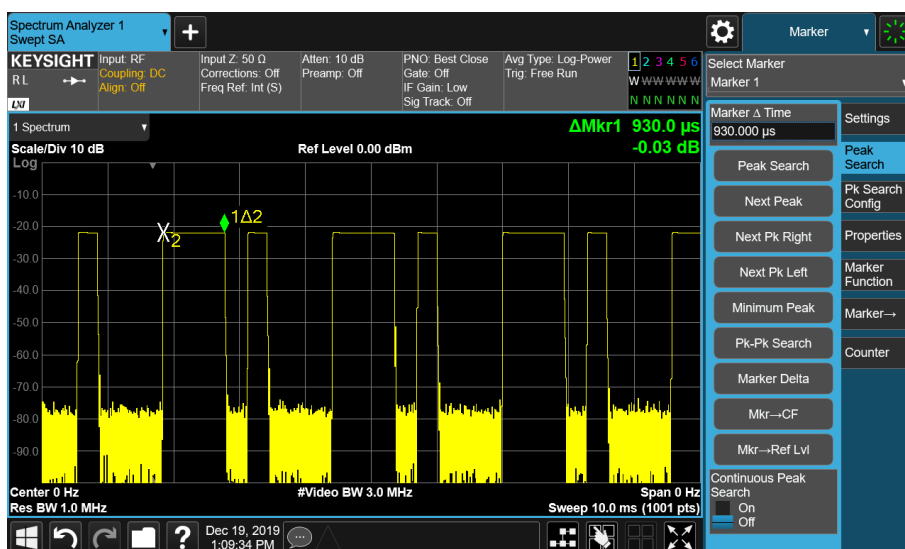 Spectrum Analyzer 1
Swept SA
Marker
KEYSIGHT
R L
LXI
Input: RF
Coupling: DC
Align: Off
Input Z: 50 Ω
Corrections: Off
Freq Ref: Int (S)
Atten: 10 dB
Preamp: Off
PNO: Best Close
Gate: Off
IF Gain: Low
Sig Track: Off
Avg Type: Log-Power
Trig: Free Run
1 2 3 4 5 6
W W W W W W
N N N N N N
Select Marker
Marker 1
1 Spectrum
ΔMkr1 930.0 µs
-0.03 dB
Scale/Div 10 dB
Ref Level 0.00 dBm
Log
-10.0
-20.0
-30.0
-40.0
-50.0
-60.0
-70.0
-80.0
-90.0
X2
1Δ2
Center 0 Hz
#Video BW 3.0 MHz
Span 0 Hz
Res BW 1.0 MHz
Sweep 10.0 ms (1001 pts)
Marker Δ Time
930.000 µs
Peak Search
Next Peak
Next Pk Right
Next Pk Left
Minimum Peak
Pk-Pk Search
Marker Delta
Mkr→CF
Mkr→Ref Lvl
Continuous Peak
Search
On
Off
Settings
Peak
Search
Pk Search
Config
Properties
Marker
Function
Marker→
Counter
?
Dec 19, 2019
1:09:34 PM